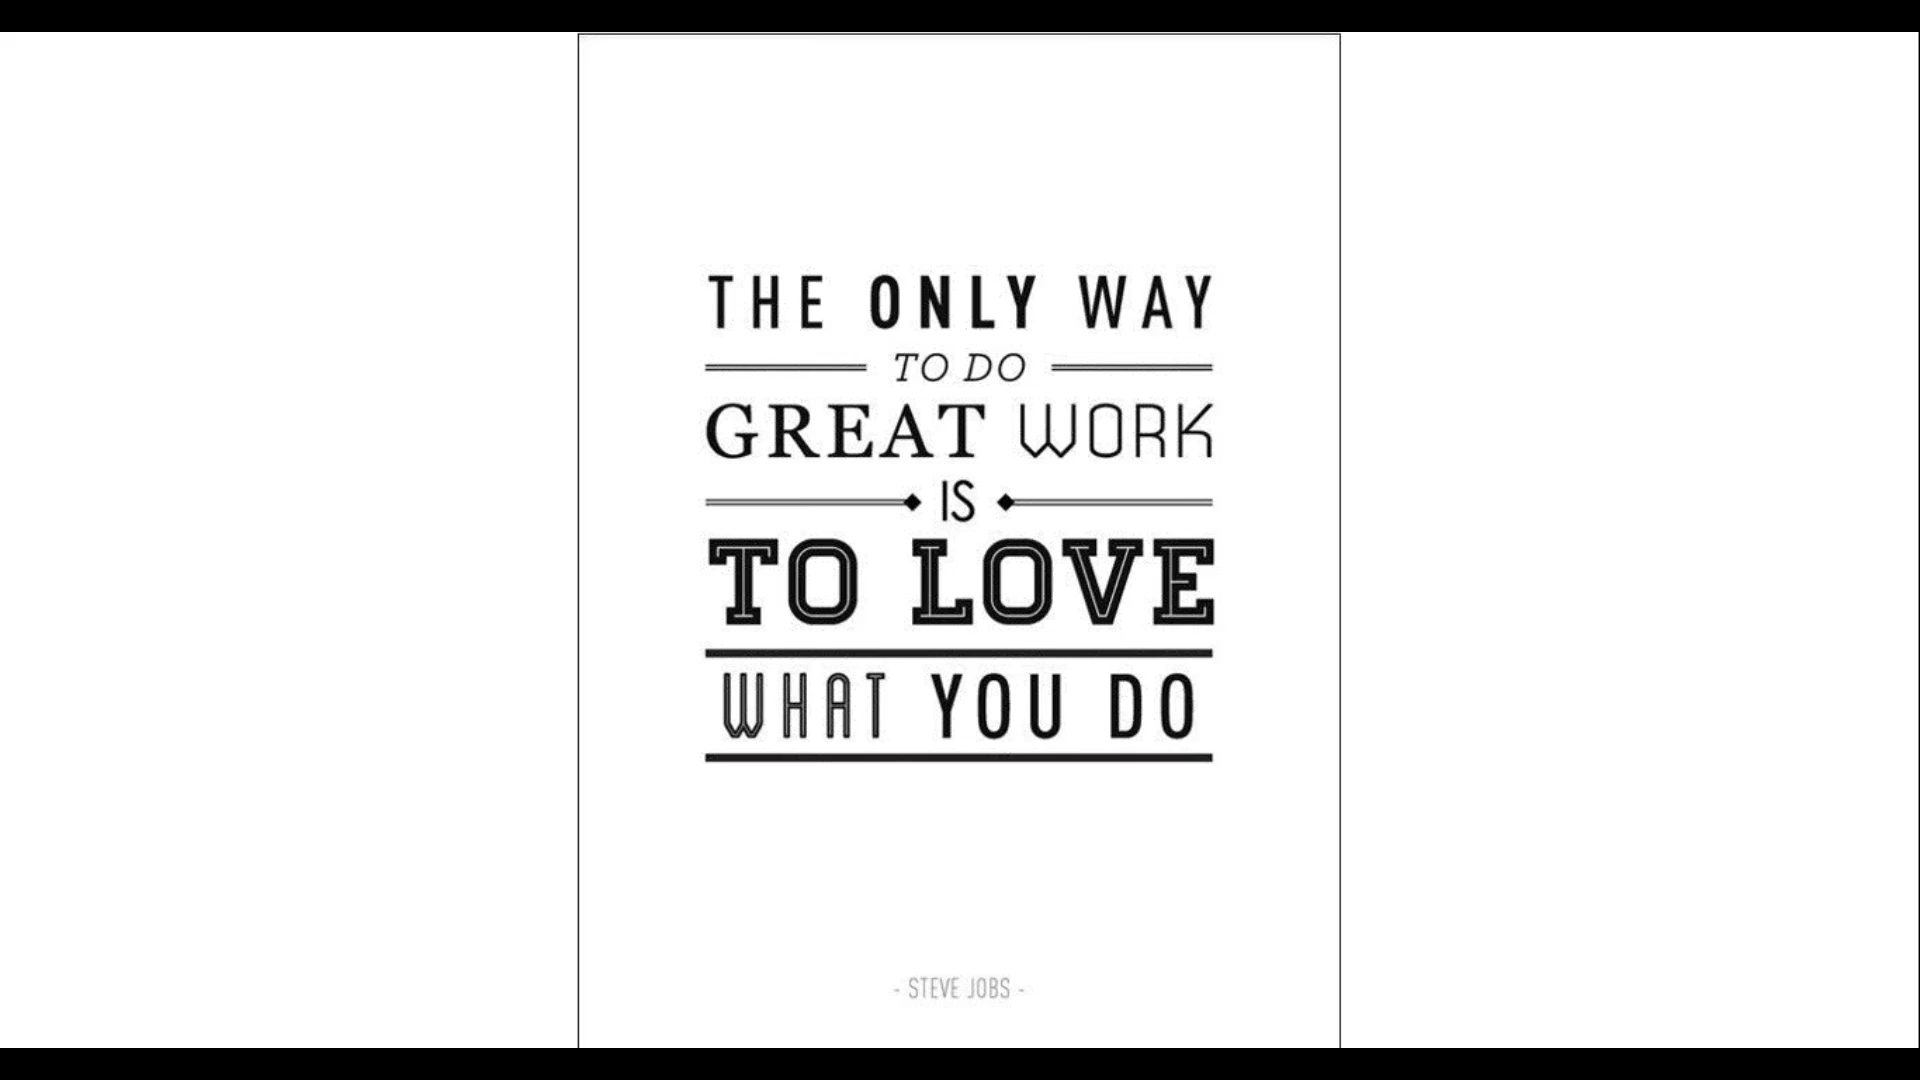 THE ONLY WAY
TO DO
GREAT WORK
IS
TO LOVE
WHAT YOU DO
- STEVE JOBS -